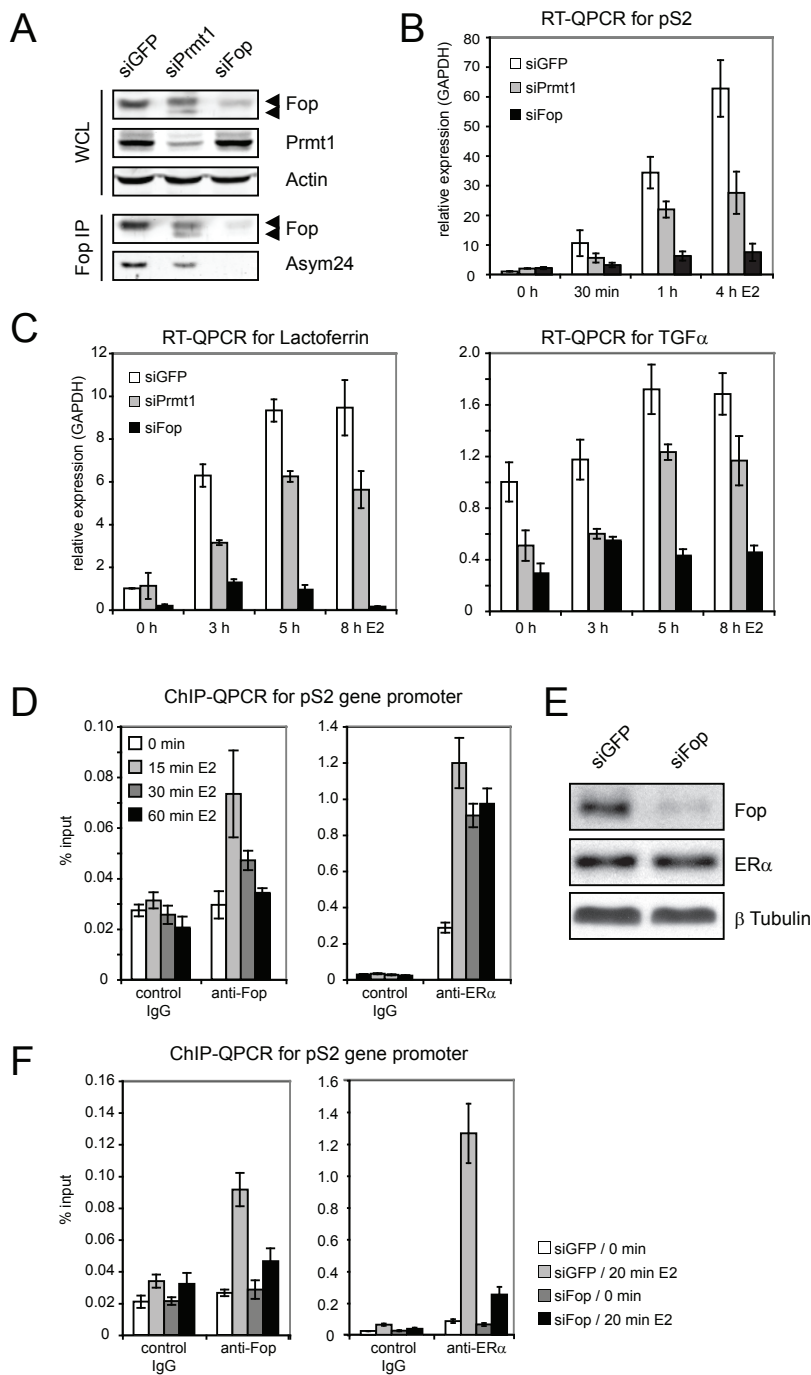 A
siGFP
siPrmt1
siFop
WCL
Fop
Prmt1
Actin
Fop IP
Fop
Asym24
B
RT-QPCR for pS2
relative expression (GAPDH)
80
70
60
50
40
30
20
10
0
siGFP
siPrmt1
siFop
0 h
30 min
1 h
4 h E2
C
RT-QPCR for Lactoferrin
relative expression (GAPDH)
12
10
8
6
4
2
0
siGFP
siPrmt1
siFop
0 h
3 h
5 h
8 h E2
RT-QPCR for TGFα
2.0
1.6
1.2
0.8
0.4
0
0 h
3 h
5 h
8 h E2
D
ChIP-QPCR for pS2 gene promoter
% input
0.10
0.08
0.06
0.04
0.02
0
0 min
15 min E2
30 min E2
60 min E2
control IgG
anti-Fop
1.4
1.2
1.0
0.8
0.6
0.4
0.2
0
control IgG
anti-ERα
E
siGFP
siFop
Fop
ERα
β Tubulin
F
ChIP-QPCR for pS2 gene promoter
% input
0.16
0.14
0.12
0.10
0.08
0.06
0.04
0.02
0
control IgG
anti-Fop
1.6
1.4
1.2
1.0
0.8
0.6
0.4
0.2
0
control IgG
anti-ERα
siGFP / 0 min
siGFP / 20 min E2
siFop / 0 min
siFop / 20 min E2